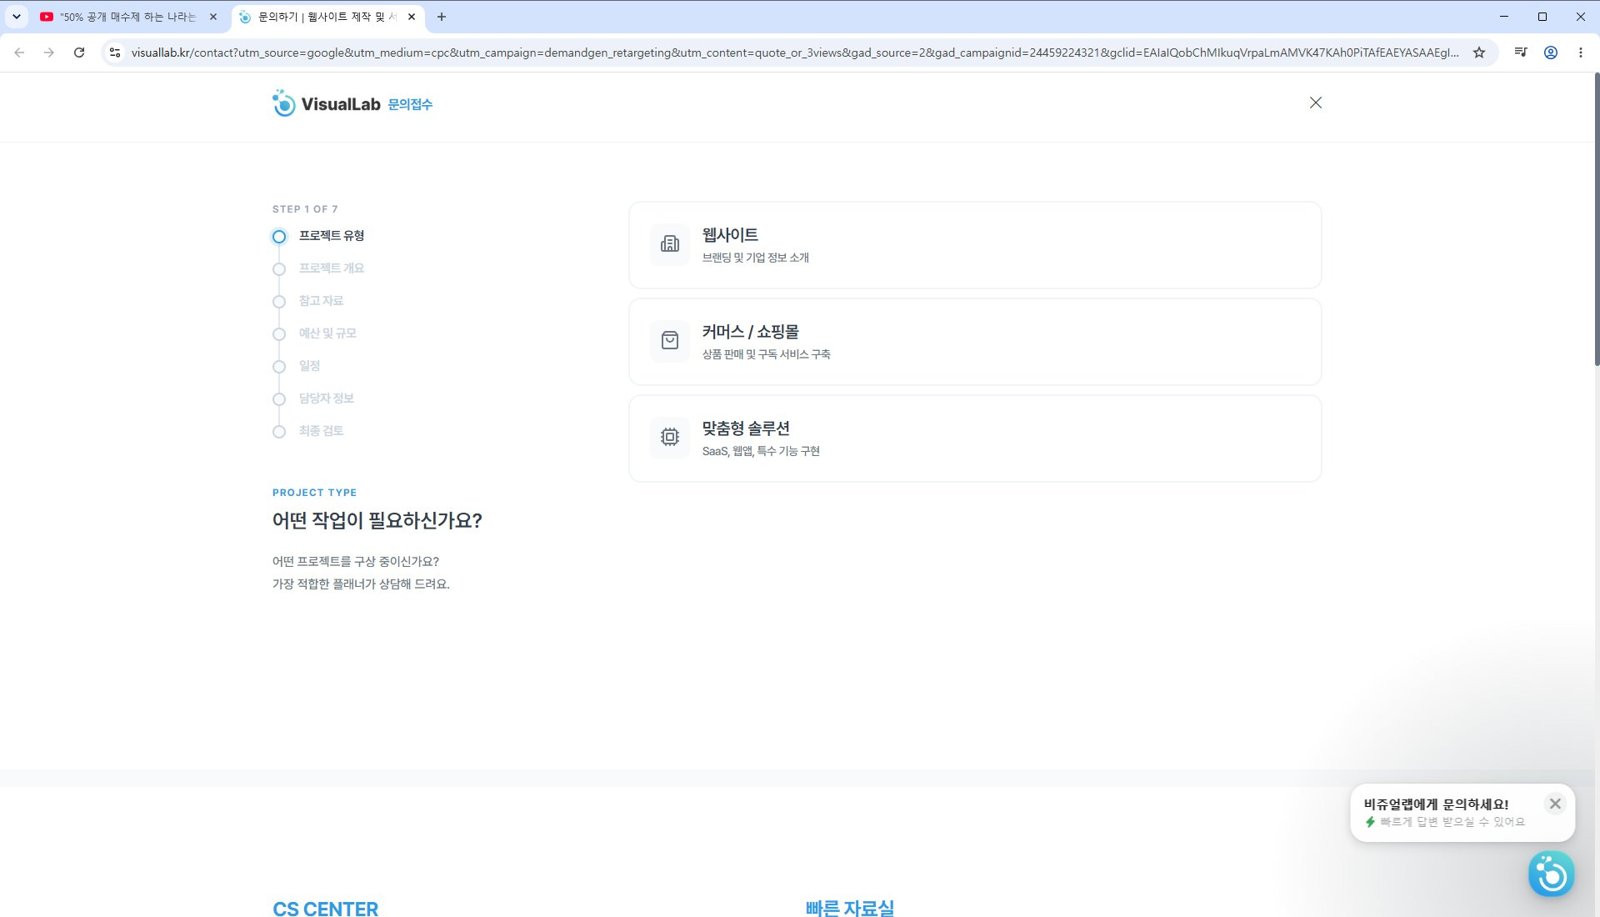 "50% 공개 매수제 하는 나라는
문의하기 | 웹사이트 제작 및 서
visuallab.kr/contact?utm_source=google&utm_medium=cpc&utm_campaign=demandgen_retargeting&utm_content=quote_or_3views&gad_source=2&gad_campaignid=24459224321&gclid=EAIaIQobChMIkuqVrpaLmAMVK47KAh0PiTAfEAEYASAAEgI...
VisualLab 문의접수
STEP 1 OF 7
프로젝트 유형
프로젝트 개요
참고 자료
예산 및 규모
일정
담당자 정보
최종 검토
PROJECT TYPE
어떤 작업이 필요하신가요?
어떤 프로젝트를 구상 중이신가요?
가장 적합한 플래너가 상담해 드려요.
웹사이트
브랜딩 및 기업 정보 소개
커머스 / 쇼핑몰
상품 판매 및 구독 서비스 구축
맞춤형 솔루션
SaaS, 웹앱, 특수 기능 구현
비쥬얼랩에게 문의하세요!
빠르게 답변 받으실 수 있어요
CS CENTER
빠른 자료실